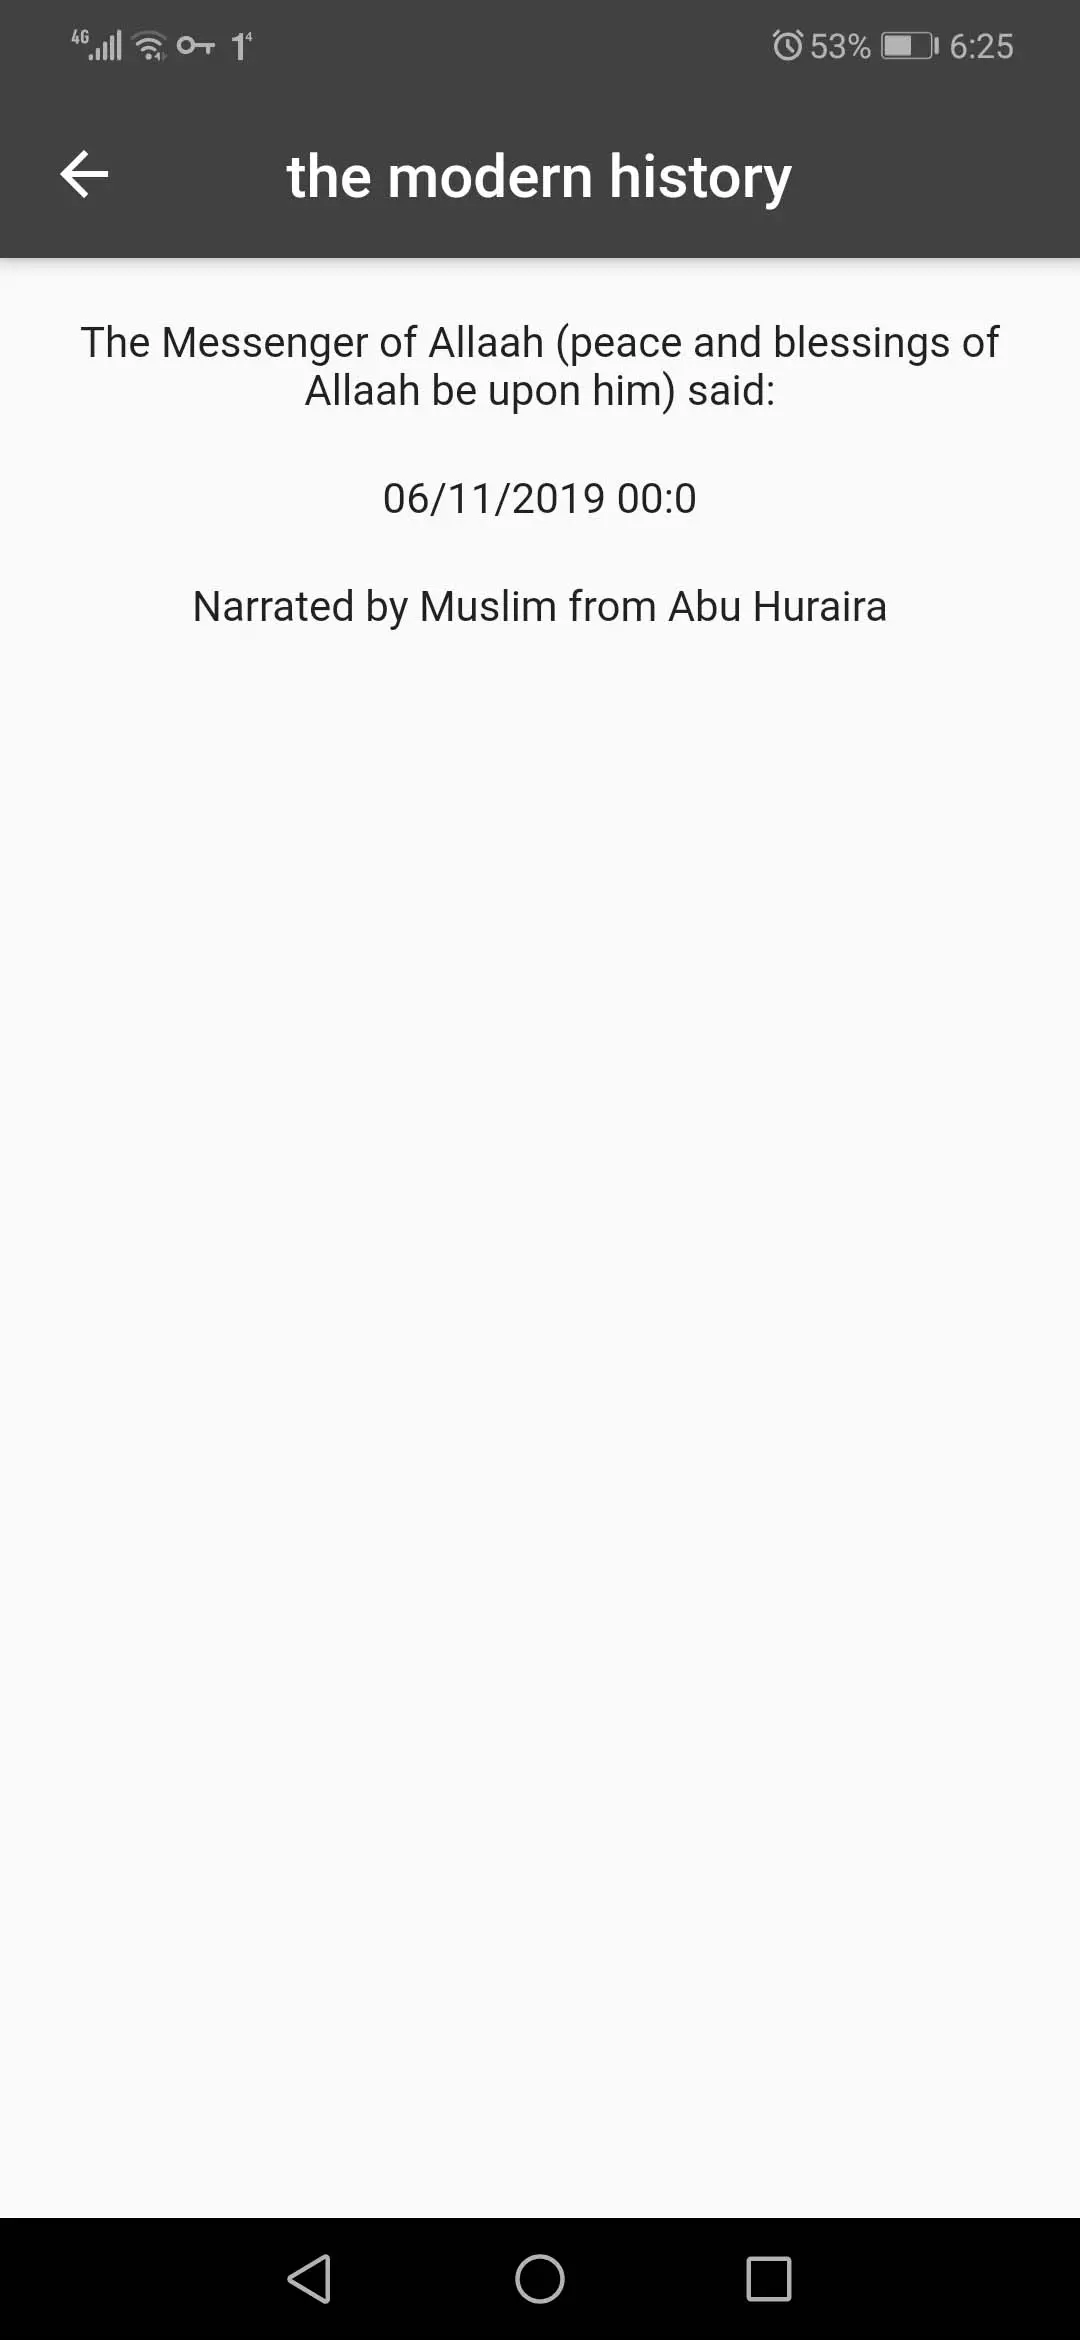 4G 1⁴ 53% 6:25
the modern history
The Messenger of Allaah (peace and blessings of
Allaah be upon him) said:
06/11/2019 00:0
Narrated by Muslim from Abu Huraira